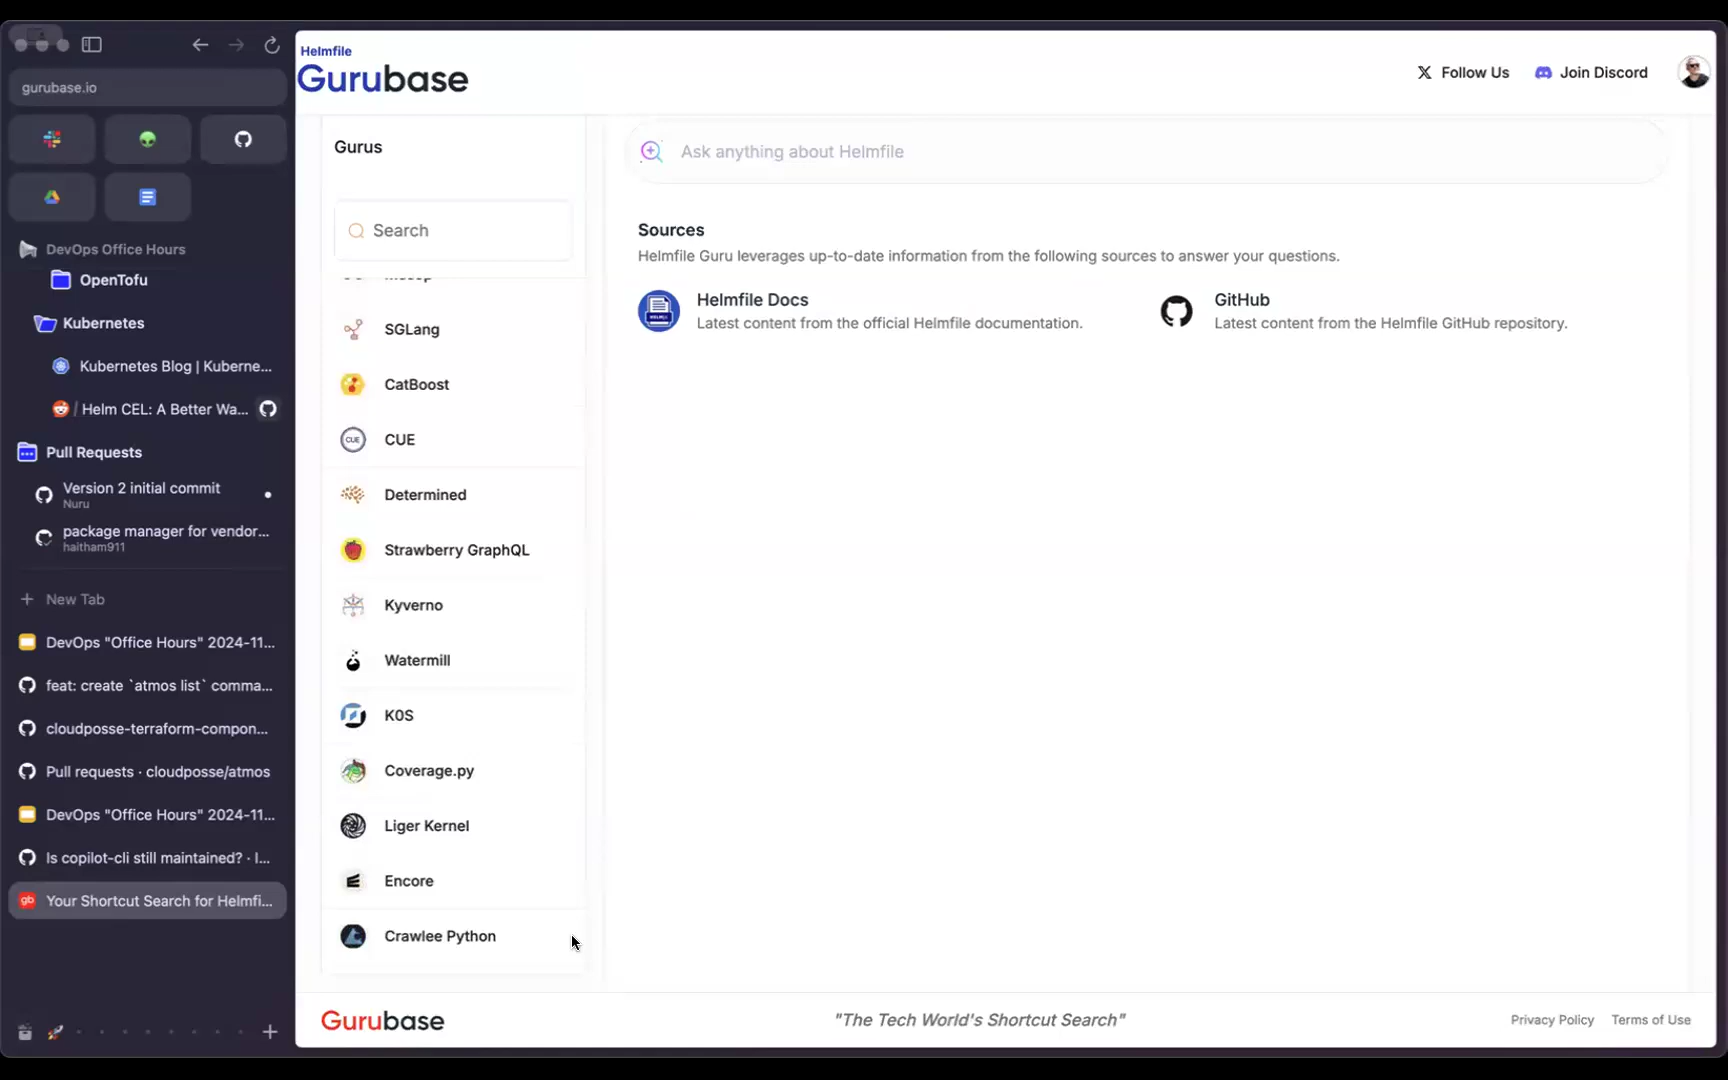 gurubase.io
DevOps Office Hours
OpenTofu
Kubernetes
Kubernetes Blog | Kuberne...
/ Helm CEL: A Better Wa...
Pull Requests
Version 2 initial commit
Nuru
package manager for vendor...
haitham911
New Tab
DevOps "Office Hours" 2024-11...
feat: create `atmos list` comma...
cloudposse-terraform-compon...
Pull requests · cloudposse/atmos
DevOps "Office Hours" 2024-11...
Is copilot-cli still maintained? · I...
gb Your Shortcut Search for Helmfi...
Helmfile
Gurubase
Follow Us
Join Discord
Gurus
Search
SGLang
CatBoost
CUE CUE
Determined
Strawberry GraphQL
Kyverno
Watermill
K0S
Coverage.py
Liger Kernel
Encore
Crawlee Python
Ask anything about Helmfile
Sources
Helmfile Guru leverages up-to-date information from the following sources to answer your questions.
Helmfile Docs
Latest content from the official Helmfile documentation.
GitHub
Latest content from the Helmfile GitHub repository.
Gurubase
"The Tech World's Shortcut Search"
Privacy Policy
Terms of Use